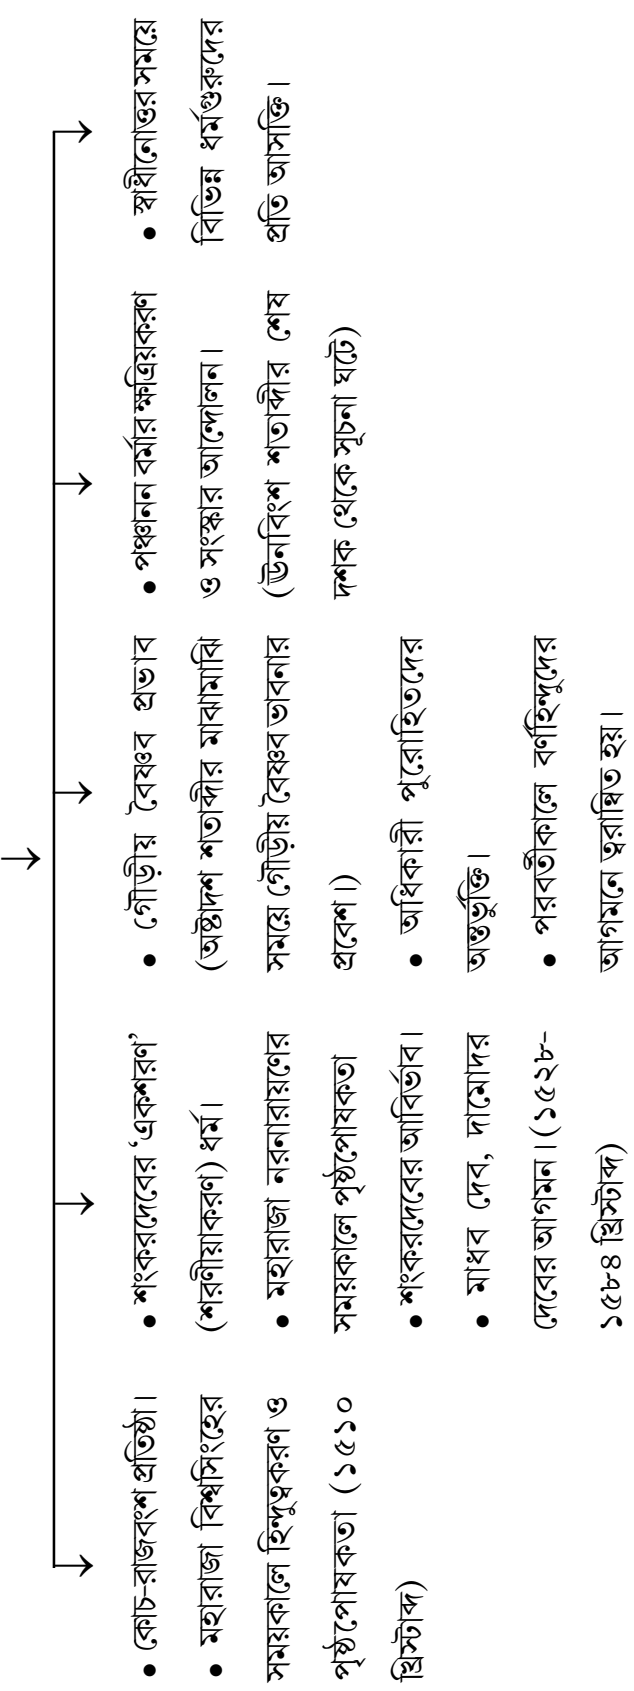 • কোচ-রাজবংশ প্রতিষ্ঠা।
• মহারাজা বিশ্বসিংহের
সময়কালে হিন্দুত্বকরণ ও
পৃষ্ঠপোষকতা (১৫১০
খ্রিস্টাব্দ)
• শংকরদেবের ‘একশরণ’
(শরণীয়াকরণ) ধর্ম।
• মহারাজা নরনারায়ণের
সময়কালে পৃষ্ঠপোষকতা
• শংকরদেবের আবির্ভাব।
• মাধব দেব, দামোদর
দেবের আগমন। (১৫২৮-
১৫৮৪ খ্রিস্টাব্দ)
• গৌড়ীয় বৈষ্ণব প্রভাব
(অষ্টাদশ শতাব্দীর মাঝামাঝি
সময়ে গৌড়ীয় বৈষ্ণব ভাবনার
প্রবেশ।)
• অধিকারী পুরোহিতদের
অন্তর্ভুক্তি।
• পরবর্তীকালে বর্ণহিন্দুদের
আগমনে ত্বরান্বিত হয়।
• পঞ্চানন বর্মার ক্ষত্রিয়করণ
ও সংস্কার আন্দোলন।
(ঊনবিংশ শতাব্দীর শেষ
দশক থেকে সূচনা ঘটে)
• স্বাধীনোত্তর সময়ে
বিভিন্ন ধর্মগুরুদের
প্রতি আসক্তি।